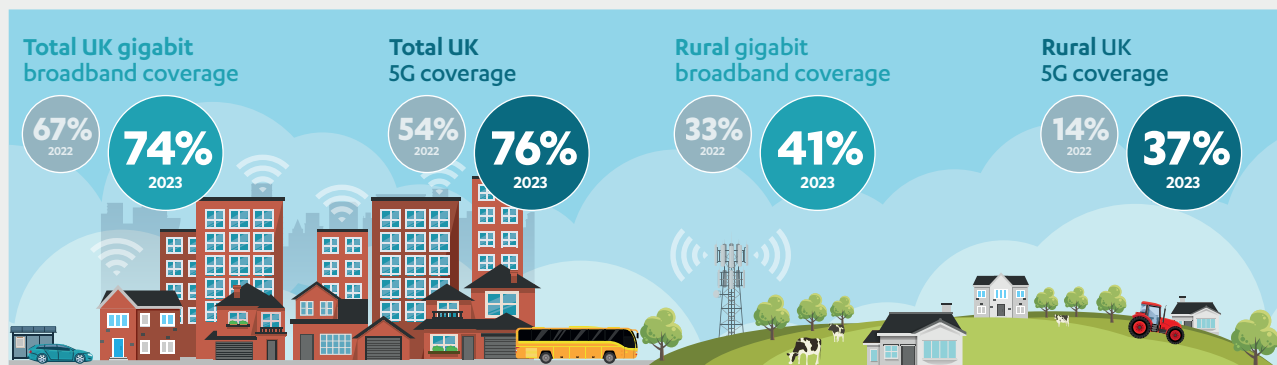 Total UK gigabit
broadband coverage
67%
2022
74%
2023
Total UK
5G coverage
54%
2022
76%
2023
Rural gigabit
broadband coverage
33%
2022
41%
2023
Rural UK
5G coverage
14%
2022
37%
2023